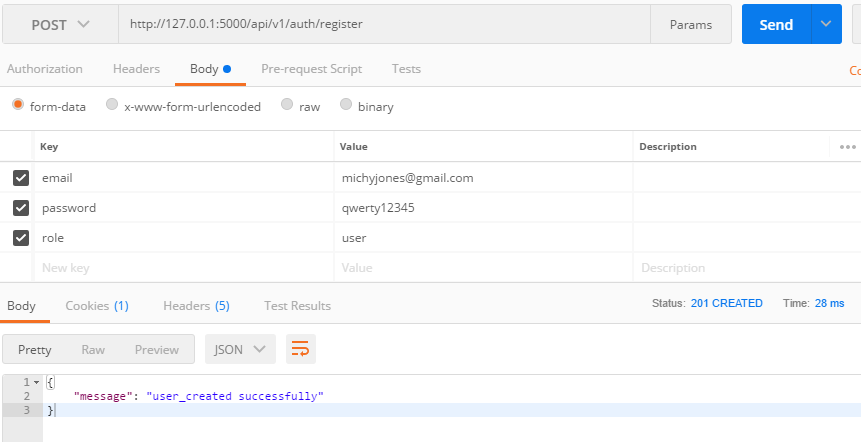 POST http://127.0.0.1:5000/api/v1/auth/register Params Send
Authorization Headers Body Pre-request Script Tests Co
form-data x-www-form-urlencoded raw binary
Key Value Description
email michyjones@gmail.com
password qwerty12345
role user
New key Value Description
Body Cookies (1) Headers (5) Test Results Status: 201 CREATED Time: 28 ms
Pretty Raw Preview JSON
1 {
2 "message": "user_created successfully"
3 }